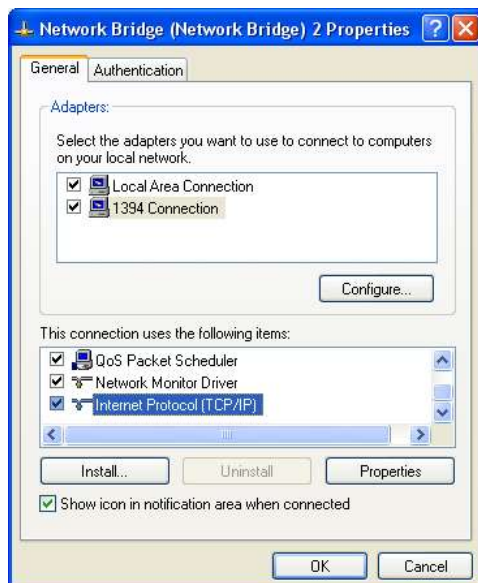 Network Bridge (Network Bridge) 2 Properties
General
Authentication
Adapters:
Select the adapters you want to use to connect to computers
on your local network.
Local Area Connection
1394 Connection
Configure...
This connection uses the following items:
QoS Packet Scheduler
Network Monitor Driver
Internet Protocol (TCP/IP)
Install...
Uninstall
Properties
Show icon in notification area when connected
OK
Cancel